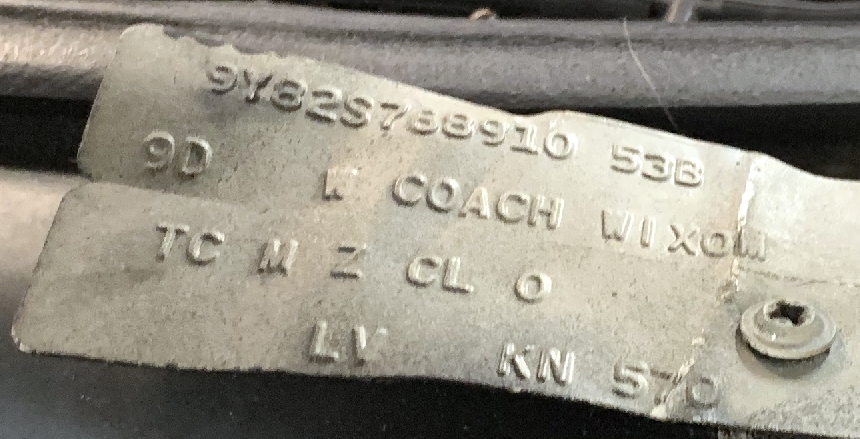 9Y82S788910 53B
9D W COACH WIXOM
TC M Z CL O
LV KN 570